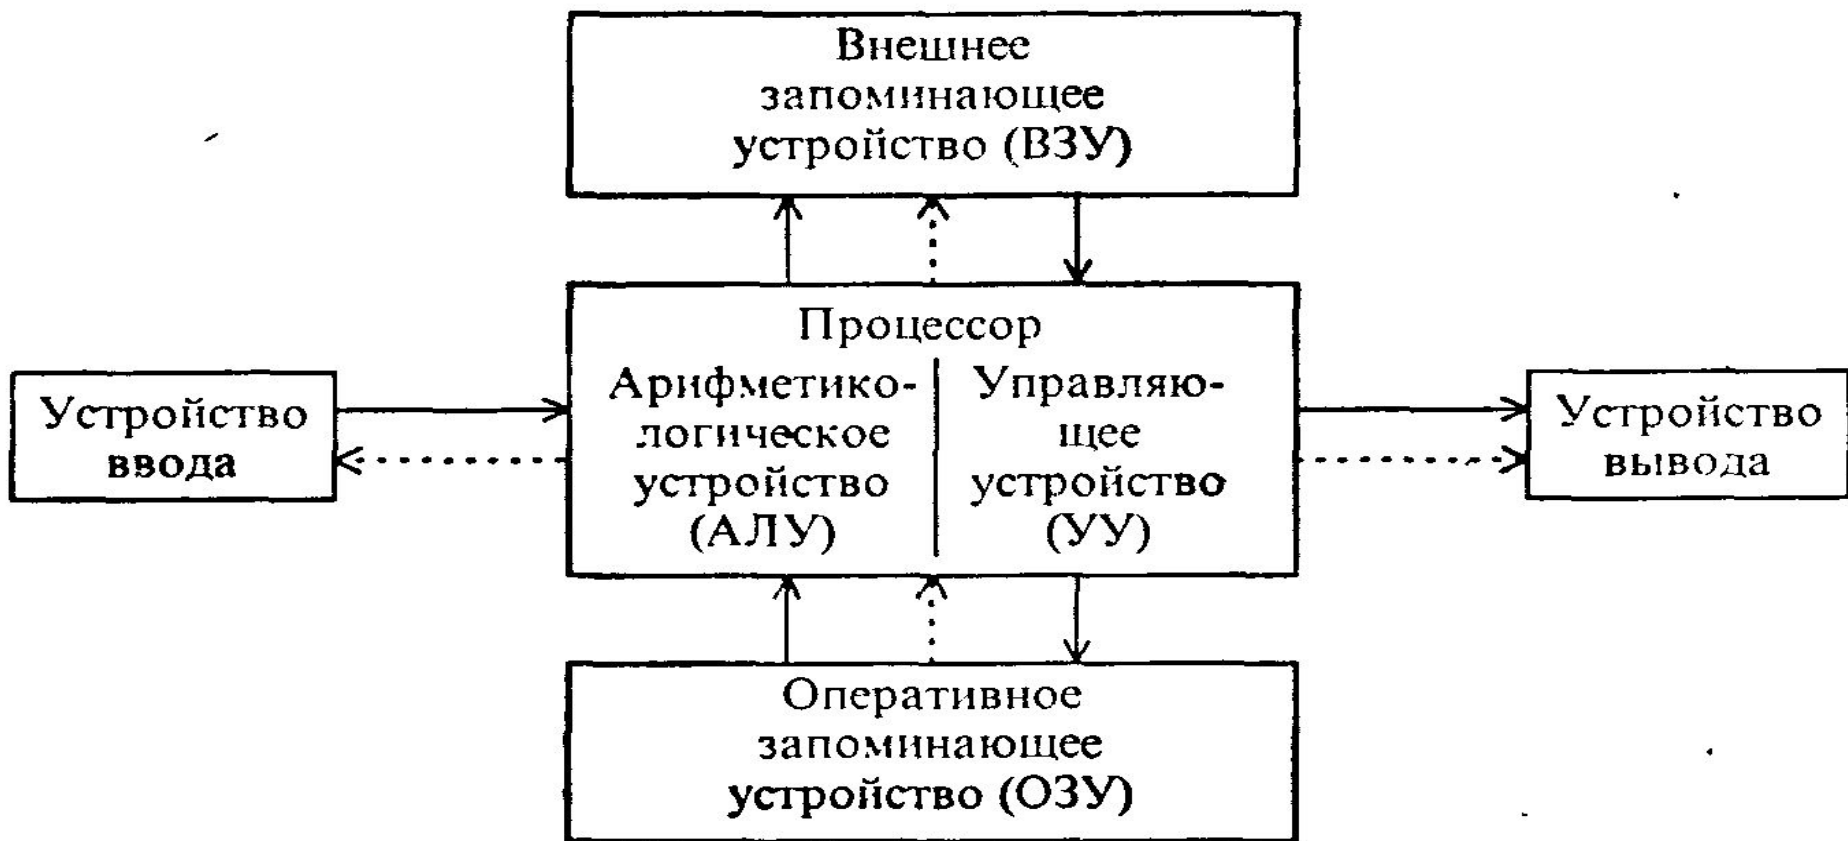 Внешнее
запоминающее
устройство (ВЗУ)
Процессор
Арифметико-
логическое
устройство
(АЛУ)
Управляю-
щее
устройство
(УУ)
Устройство
ввода
Устройство
вывода
Оперативное
запоминающее
устройство (ОЗУ)